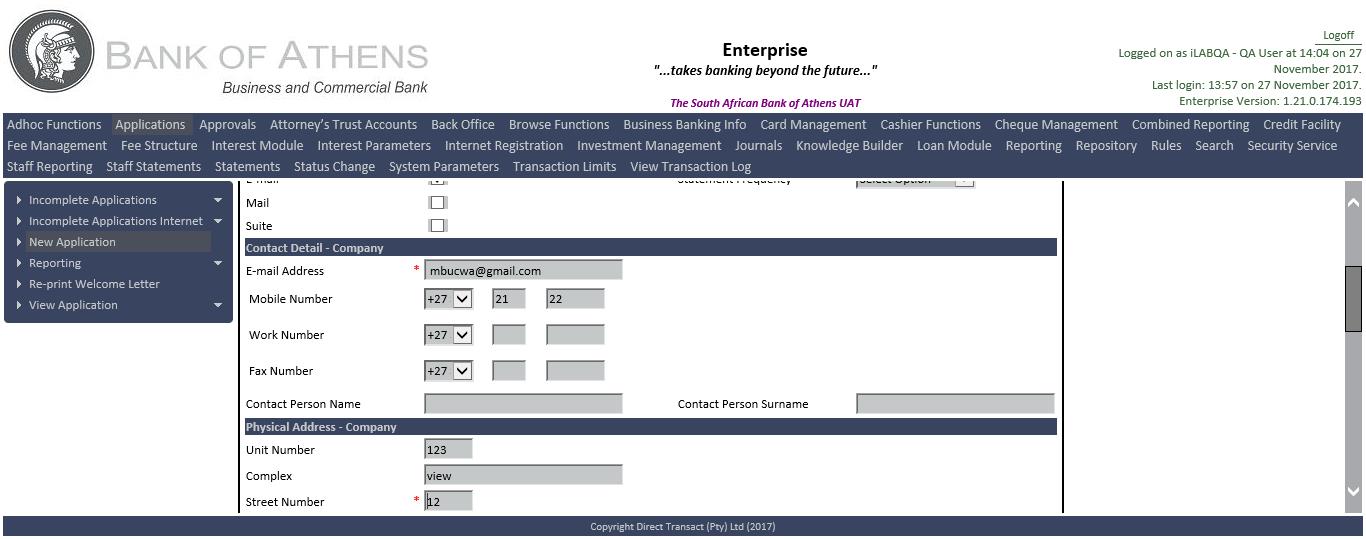 BANK OF ATHENS
Business and Commercial Bank
Enterprise
"...takes banking beyond the future..."
The South African Bank of Athens UAT
Logoff
Logged on as iLABQA - QA User at 14:04 on 27
November 2017.
Last login: 13:57 on 27 November 2017.
Enterprise Version: 1.21.0.174.193
Adhoc Functions Applications Approvals Attorney's Trust Accounts Back Office Browse Functions Business Banking Info Card Management Cashier Functions Cheque Management Combined Reporting Credit Facility
Fee Management Fee Structure Interest Module Interest Parameters Internet Registration Investment Management Journals Knowledge Builder Loan Module Reporting Repository Rules Search Security Service
Staff Reporting Staff Statements Statements Status Change System Parameters Transaction Limits View Transaction Log
Incomplete Applications
Incomplete Applications Internet
New Application
Reporting
Re-print Welcome Letter
View Application
E-mail Statement Frequency Select Option
Mail
Suite
Contact Detail - Company
E-mail Address * mbucwa@gmail.com
Mobile Number +27 21 22
Work Number +27
Fax Number +27
Contact Person Name Contact Person Surname
Physical Address - Company
Unit Number 123
Complex view
Street Number * 12
Copyright Direct Transact (Pty) Ltd (2017)